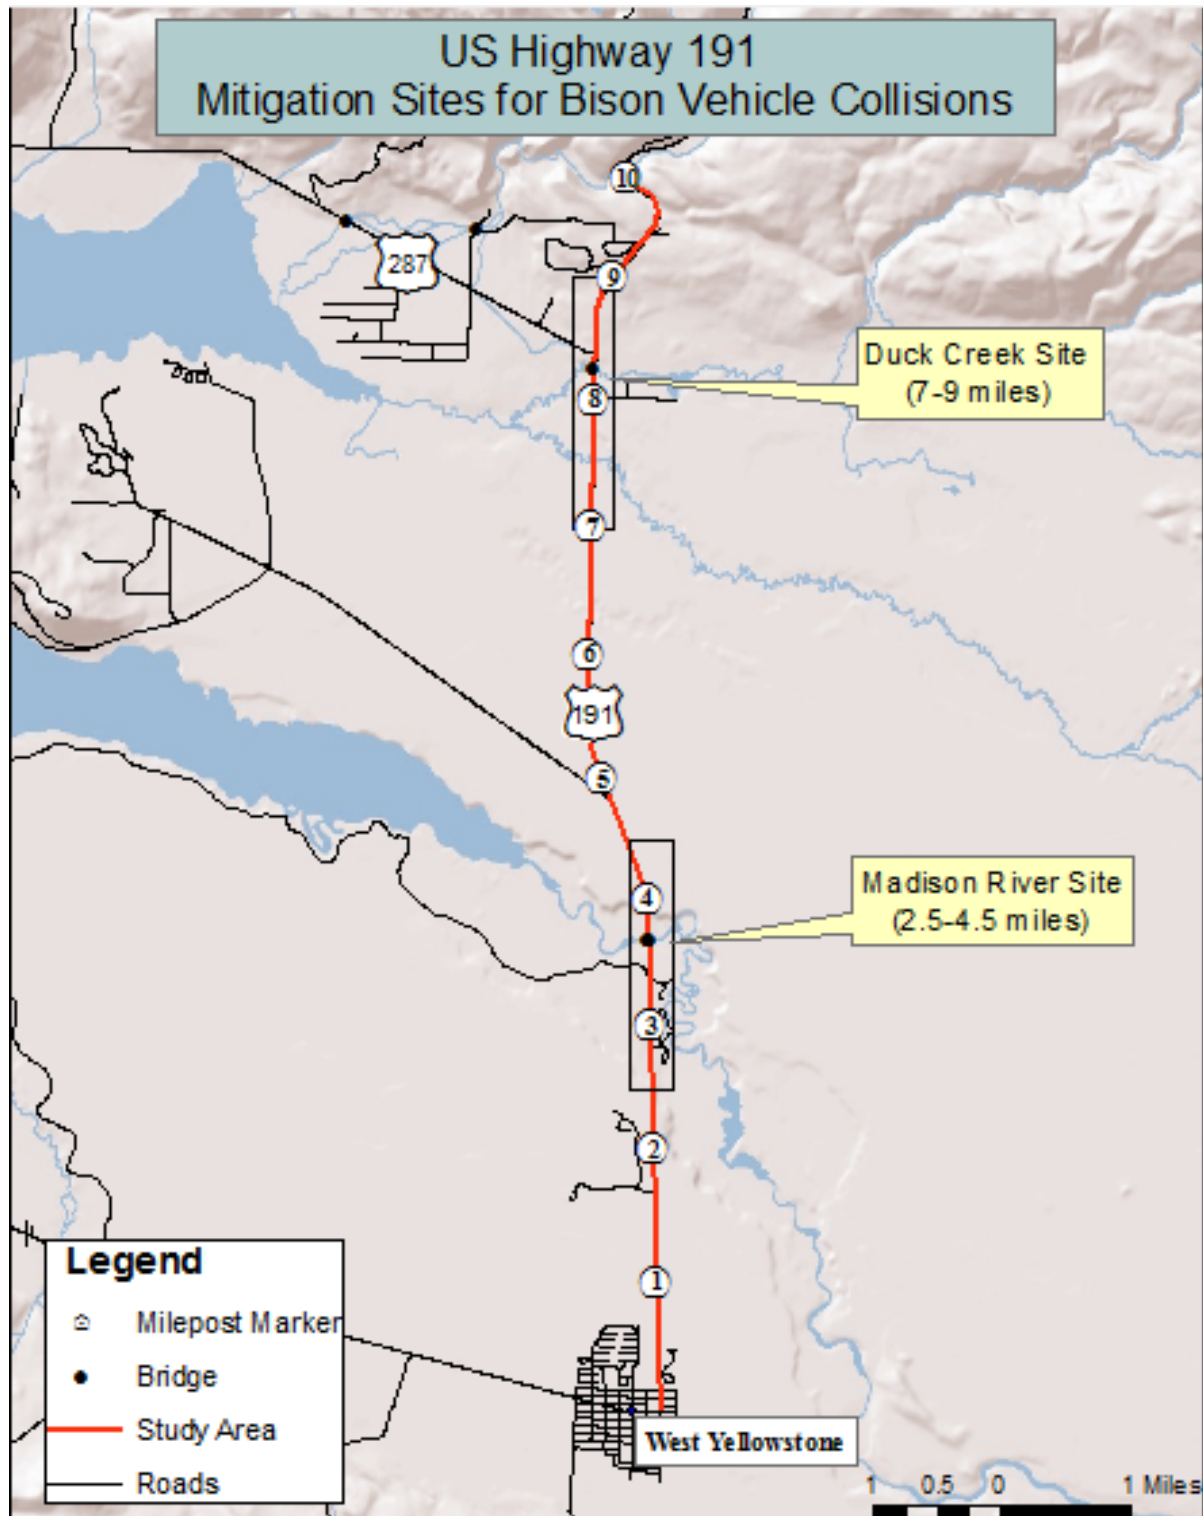 US Highway 191
Mitigation Sites for Bison Vehicle Collisions
10
287
9
Duck Creek Site
(7-9 miles)
8
7
6
191
5
4
Madison River Site
(2.5-4.5 miles)
3
2
1
West Yellowstone
Legend
Milepost Marker
Bridge
Study Area
Roads
1 0.5 0 1 Miles